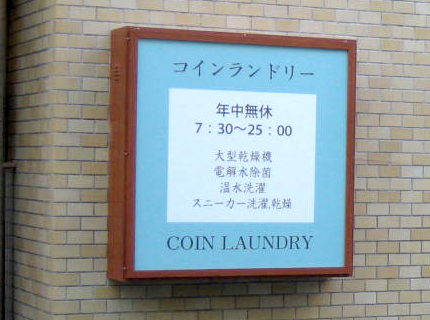 コインランドリー
年中無休
7：30～25：00
大型乾燥機
電解水除菌
温水洗濯
スニーカー洗濯,乾燥
COIN LAUNDRY